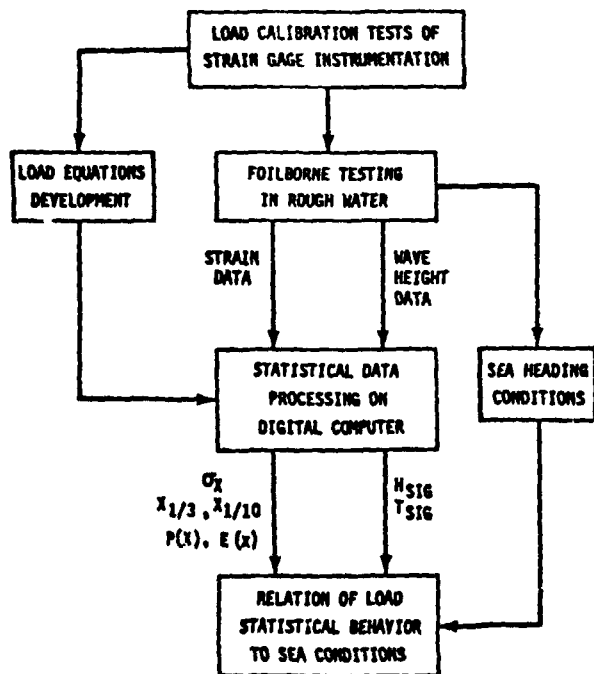 LOAD CALIBRATION TESTS OF
STRAIN GAGE INSTRUMENTATION
LOAD EQUATIONS
DEVELOPMENT
FOILBORNE TESTING
IN ROUGH WATER
STRAIN
DATA
WAVE
HEIGHT
DATA
STATISTICAL DATA
PROCESSING ON
DIGITAL COMPUTER
SEA HEADING
CONDITIONS
σX
X1/3, X1/10
P(X), E(x)
HSIG
TSIG
RELATION OF LOAD
STATISTICAL BEHAVIOR
TO SEA CONDITIONS